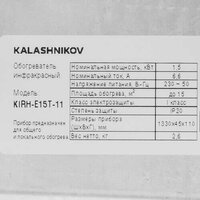 KALASHNIKOV
Обогреватель инфракрасный
Модель
KIRH-E15T-11
Прибор предназначен для общего и локального обогрева
Номинальная мощность, кВт 1,5
Номинальный ток, А 6,6
Напряжение питания, В~Гц 230 ~ 50
Площадь обогрева, м² до 15
Класс электрозащиты I класс
Степень защиты IP20
Размеры прибора (ШхВхГ), мм 1330х45х110
Вес нетто, кг 2,6